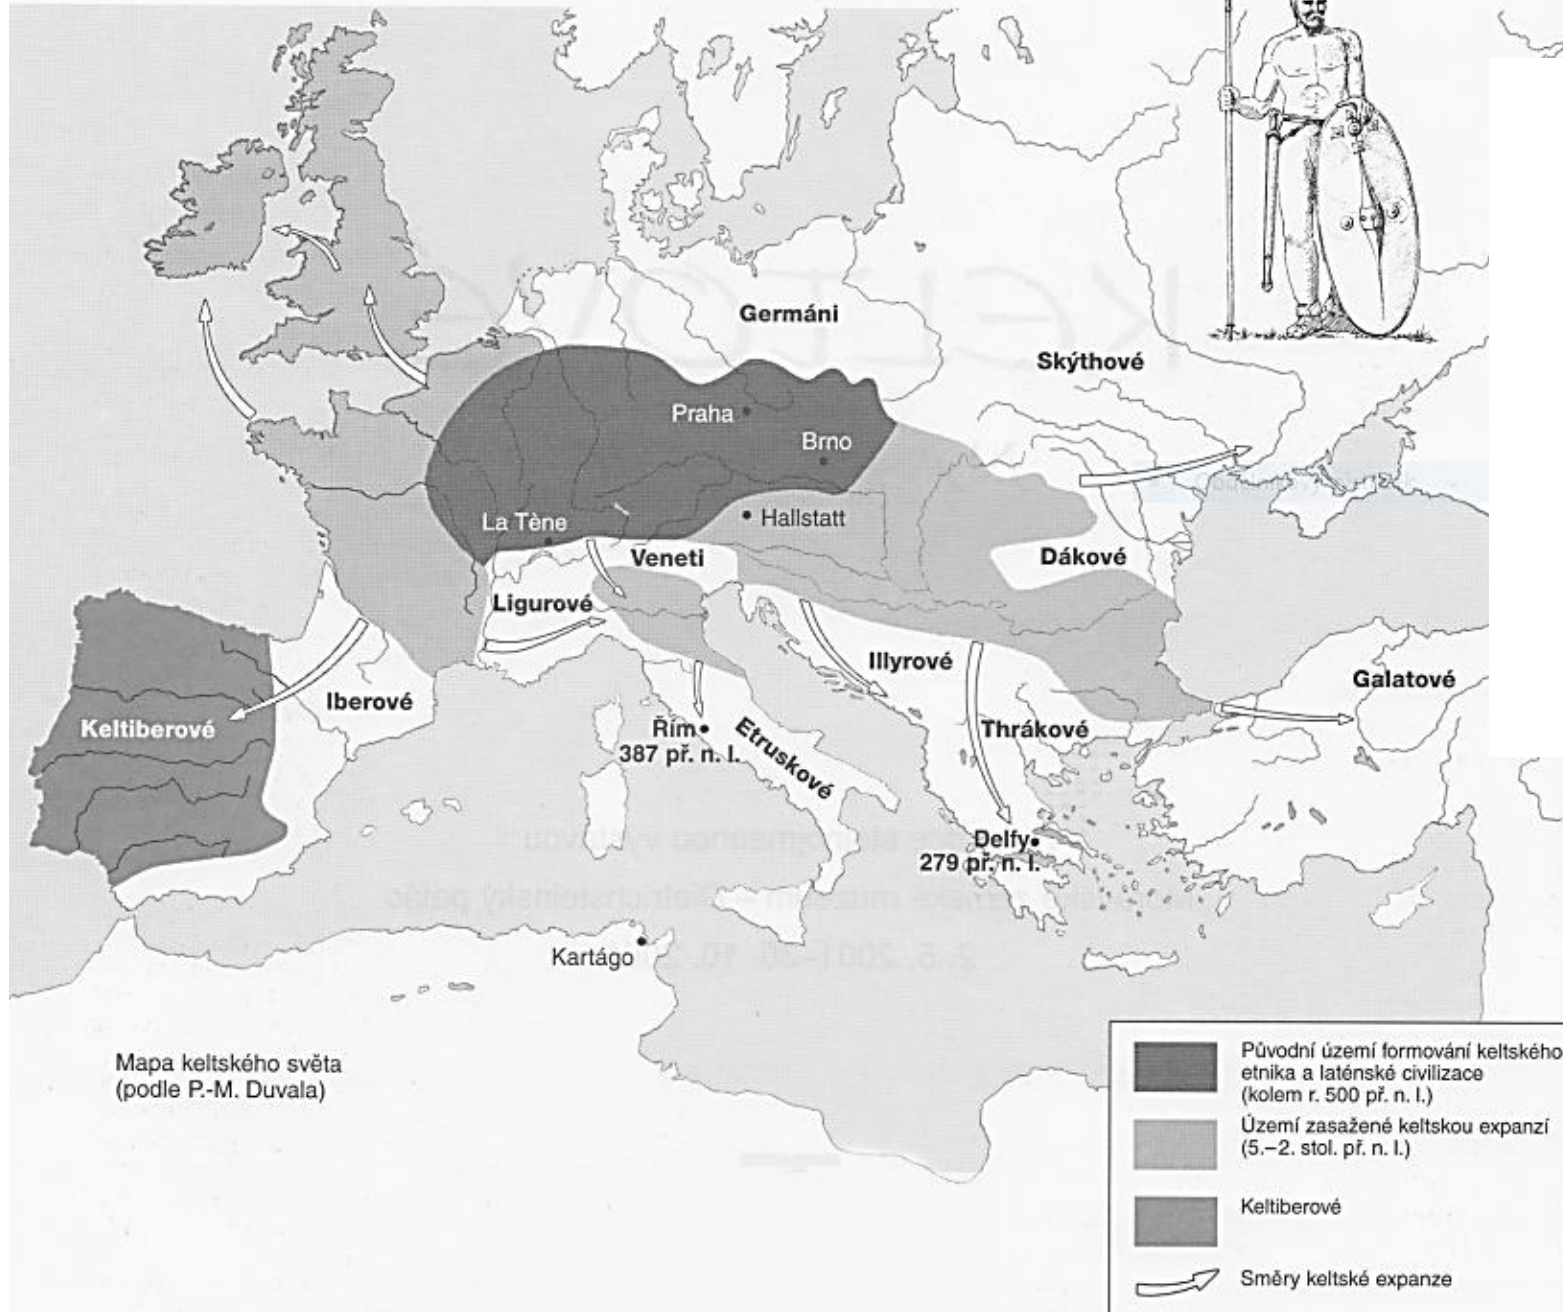 Germáni
Skýthové
Praha
Brno
La Tène
Hallstatt
Veneti
Dákové
Ligurové
Illyrové
Galatové
Iberové
Keltiberové
Řím
387 př. n. l.
Etruskové
Thrákové
Delfy
279 př. n. l.
Kartágo
Mapa keltského světa
(podle P.-M. Duvala)
Původní území formování keltského
etnika a laténské civilizace
(kolem r. 500 př. n. l.)
Území zasažené keltskou expanzí
(5.–2. stol. př. n. l.)
Keltiberové
Směry keltské expanze